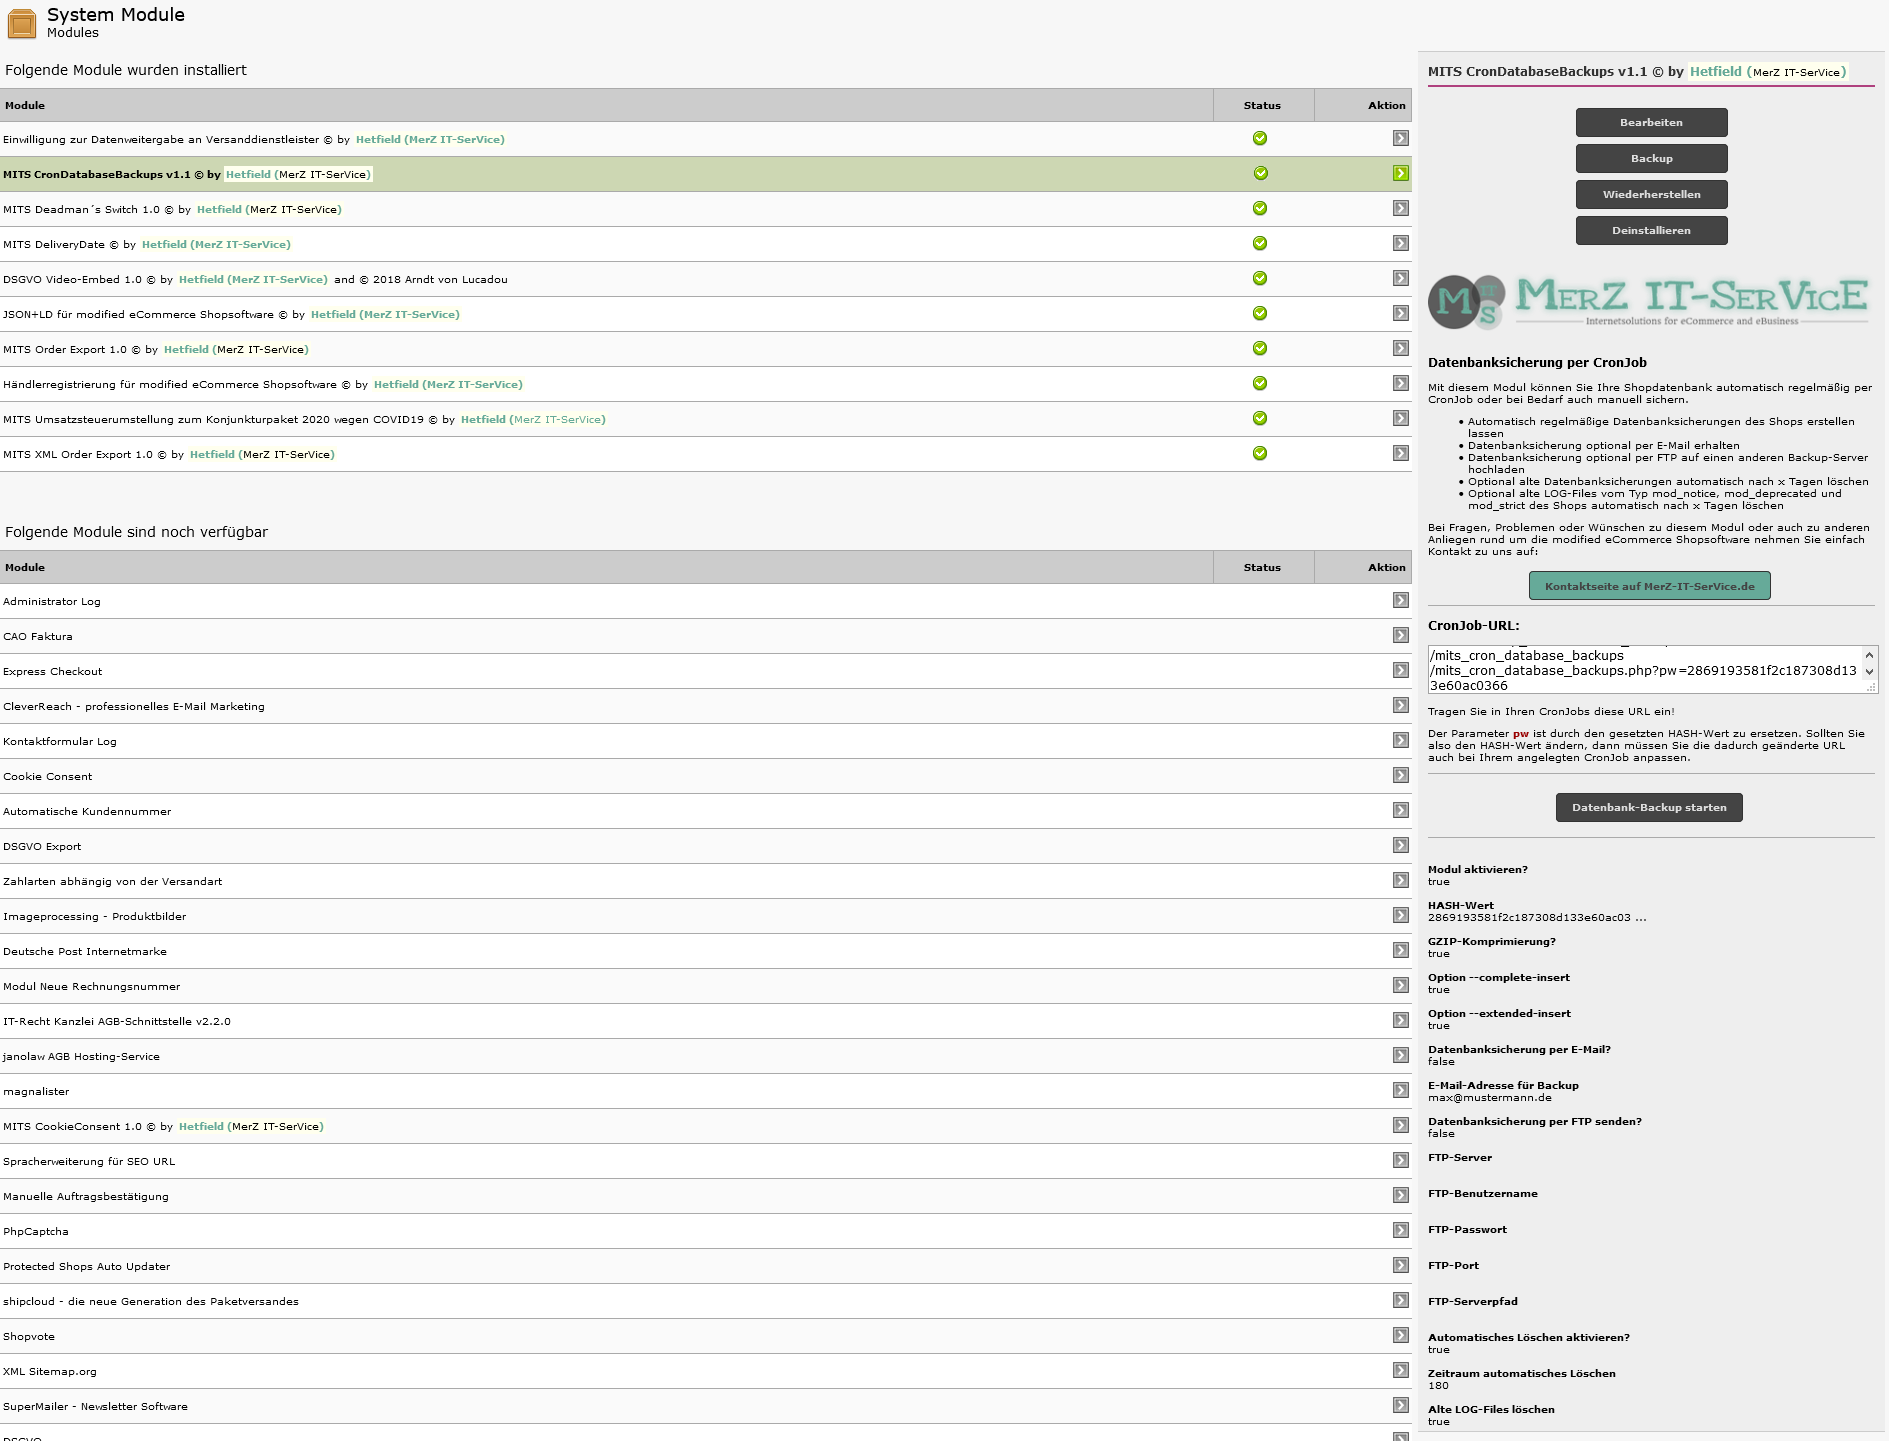 System Module
Modules
Folgende Module wurden installiert
Module Status Aktion
Einwilligung zur Datenweitergabe an Versanddienstleister © by Hetfield (MerZ IT-SerVice)
MITS CronDatabaseBackups v1.1 © by Hetfield (MerZ IT-SerVice)
MITS Deadman´s Switch 1.0 © by Hetfield (MerZ IT-SerVice)
MITS DeliveryDate © by Hetfield (MerZ IT-SerVice)
DSGVO Video-Embed 1.0 © by Hetfield (MerZ IT-SerVice) and © 2018 Arndt von Lucadou
JSON+LD für modified eCommerce Shopsoftware © by Hetfield (MerZ IT-SerVice)
MITS Order Export 1.0 © by Hetfield (MerZ IT-SerVice)
Händlerregistrierung für modified eCommerce Shopsoftware © by Hetfield (MerZ IT-SerVice)
MITS Umsatzsteuerumstellung zum Konjunkturpaket 2020 wegen COVID19 © by Hetfield (MerZ IT-SerVice)
MITS XML Order Export 1.0 © by Hetfield (MerZ IT-SerVice)
Folgende Module sind noch verfügbar
Module Status Aktion
Administrator Log
CAO Faktura
Express Checkout
CleverReach - professionelles E-Mail Marketing
Kontaktformular Log
Cookie Consent
Automatische Kundennummer
DSGVO Export
Zahlarten abhängig von der Versandart
Imageprocessing - Produktbilder
Deutsche Post Internetmarke
Modul Neue Rechnungsnummer
IT-Recht Kanzlei AGB-Schnittstelle v2.2.0
janolaw AGB Hosting-Service
magnalister
MITS CookieConsent 1.0 © by Hetfield (MerZ IT-SerVice)
Spracherweiterung für SEO URL
Manuelle Auftragsbestätigung
PhpCaptcha
Protected Shops Auto Updater
shipcloud - die neue Generation des Paketversandes
Shopvote
XML Sitemap.org
SuperMailer - Newsletter Software
DSGVO
MITS CronDatabaseBackups v1.1 © by Hetfield (MerZ IT-SerVice)
Bearbeiten
Backup
Wiederherstellen
Deinstallieren
MITS MerZ IT-SerVicE
Internetsolutions for eCommerce and eBusiness
Datenbanksicherung per CronJob
Mit diesem Modul können Sie Ihre Shopdatenbank automatisch regelmäßig per
CronJob oder bei Bedarf auch manuell sichern.
• Automatisch regelmäßige Datenbanksicherungen des Shops erstellen
lassen
• Datenbanksicherung optional per E-Mail erhalten
• Datenbanksicherung optional per FTP auf einen anderen Backup-Server
hochladen
• Optional alte Datenbanksicherungen automatisch nach x Tagen löschen
• Optional alte LOG-Files vom Typ mod_notice, mod_deprecated und
mod_strict des Shops automatisch nach x Tagen löschen
Bei Fragen, Problemen oder Wünschen zu diesem Modul oder auch zu anderen
Anliegen rund um die modified eCommerce Shopsoftware nehmen Sie einfach
Kontakt zu uns auf:
Kontaktseite auf MerZ-IT-SerVice.de
CronJob-URL:
/mits_cron_database_backups
/mits_cron_database_backups.php?pw=2869193581f2c187308d13
3e60ac0366
Tragen Sie in Ihren CronJobs diese URL ein!
Der Parameter pw ist durch den gesetzten HASH-Wert zu ersetzen. Sollten Sie
also den HASH-Wert ändern, dann müssen Sie die dadurch geänderte URL
auch bei Ihrem angelegten CronJob anpassen.
Datenbank-Backup starten
Modul aktivieren?
true
HASH-Wert
2869193581f2c187308d133e60ac03 ...
GZIP-Komprimierung?
true
Option --complete-insert
true
Option --extended-insert
true
Datenbanksicherung per E-Mail?
false
E-Mail-Adresse für Backup
max@mustermann.de
Datenbanksicherung per FTP senden?
false
FTP-Server
FTP-Benutzername
FTP-Passwort
FTP-Port
FTP-Serverpfad
Automatisches Löschen aktivieren?
true
Zeitraum automatisches Löschen
180
Alte LOG-Files löschen
true